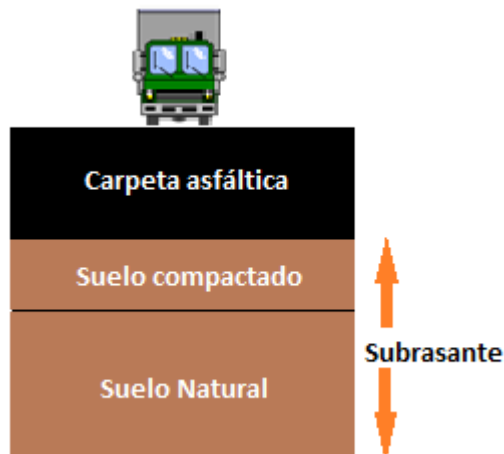 Carpeta asfáltica
Suelo compactado
Subrasante
Suelo Natural